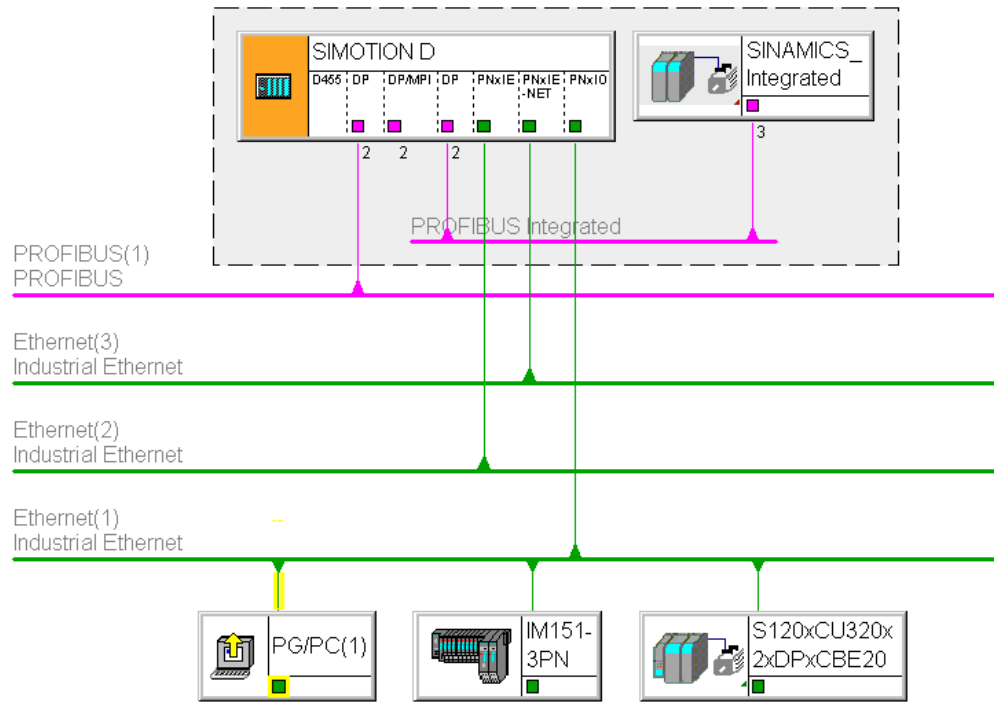 SIMOTION D
D455 DP DP/MPI DP PNxIE PNxIE PNxIO
-NET
2 2 2
SINAMICS_
Integrated
3
PROFIBUS Integrated
PROFIBUS(1)
PROFIBUS
Ethernet(3)
Industrial Ethernet
Ethernet(2)
Industrial Ethernet
Ethernet(1)
Industrial Ethernet
PG/PC(1)
IM151-
3PN
S120xCU320x
2xDPxCBE20